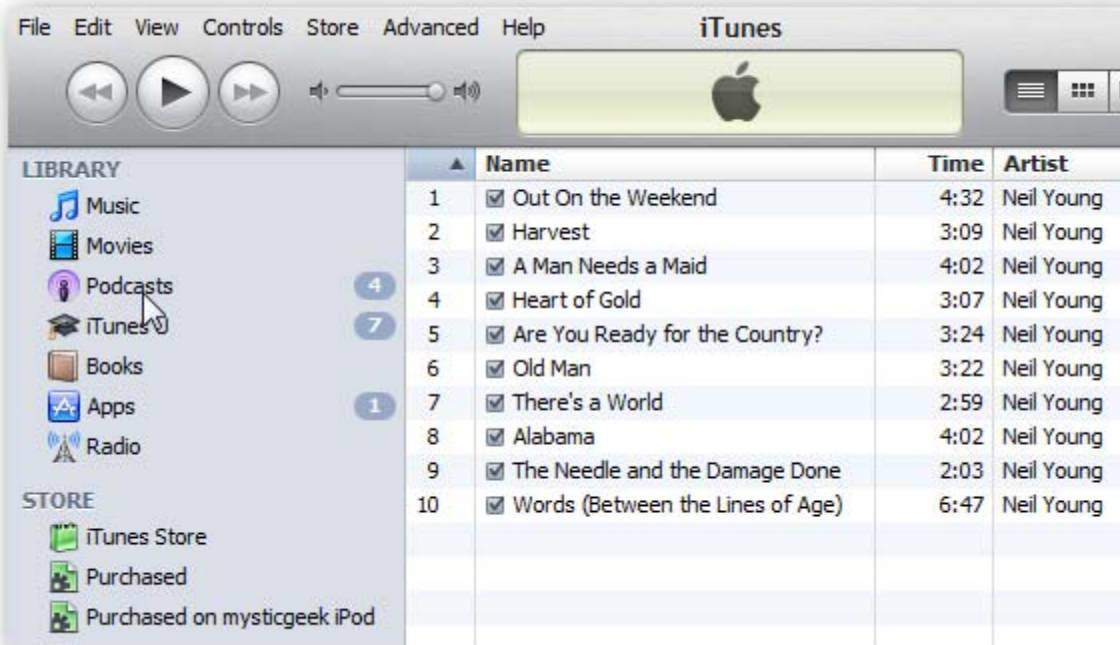 File Edit View Controls Store Advanced Help
iTunes
LIBRARY
Music
Movies
Podcasts 4
iTunes 7
Books
Apps 1
Radio
STORE
iTunes Store
Purchased
Purchased on mysticgeek iPod
Name Time Artist
1 Out On the Weekend 4:32 Neil Young
2 Harvest 3:09 Neil Young
3 A Man Needs a Maid 4:02 Neil Young
4 Heart of Gold 3:07 Neil Young
5 Are You Ready for the Country? 3:24 Neil Young
6 Old Man 3:22 Neil Young
7 There's a World 2:59 Neil Young
8 Alabama 4:02 Neil Young
9 The Needle and the Damage Done 2:03 Neil Young
10 Words (Between the Lines of Age) 6:47 Neil Young